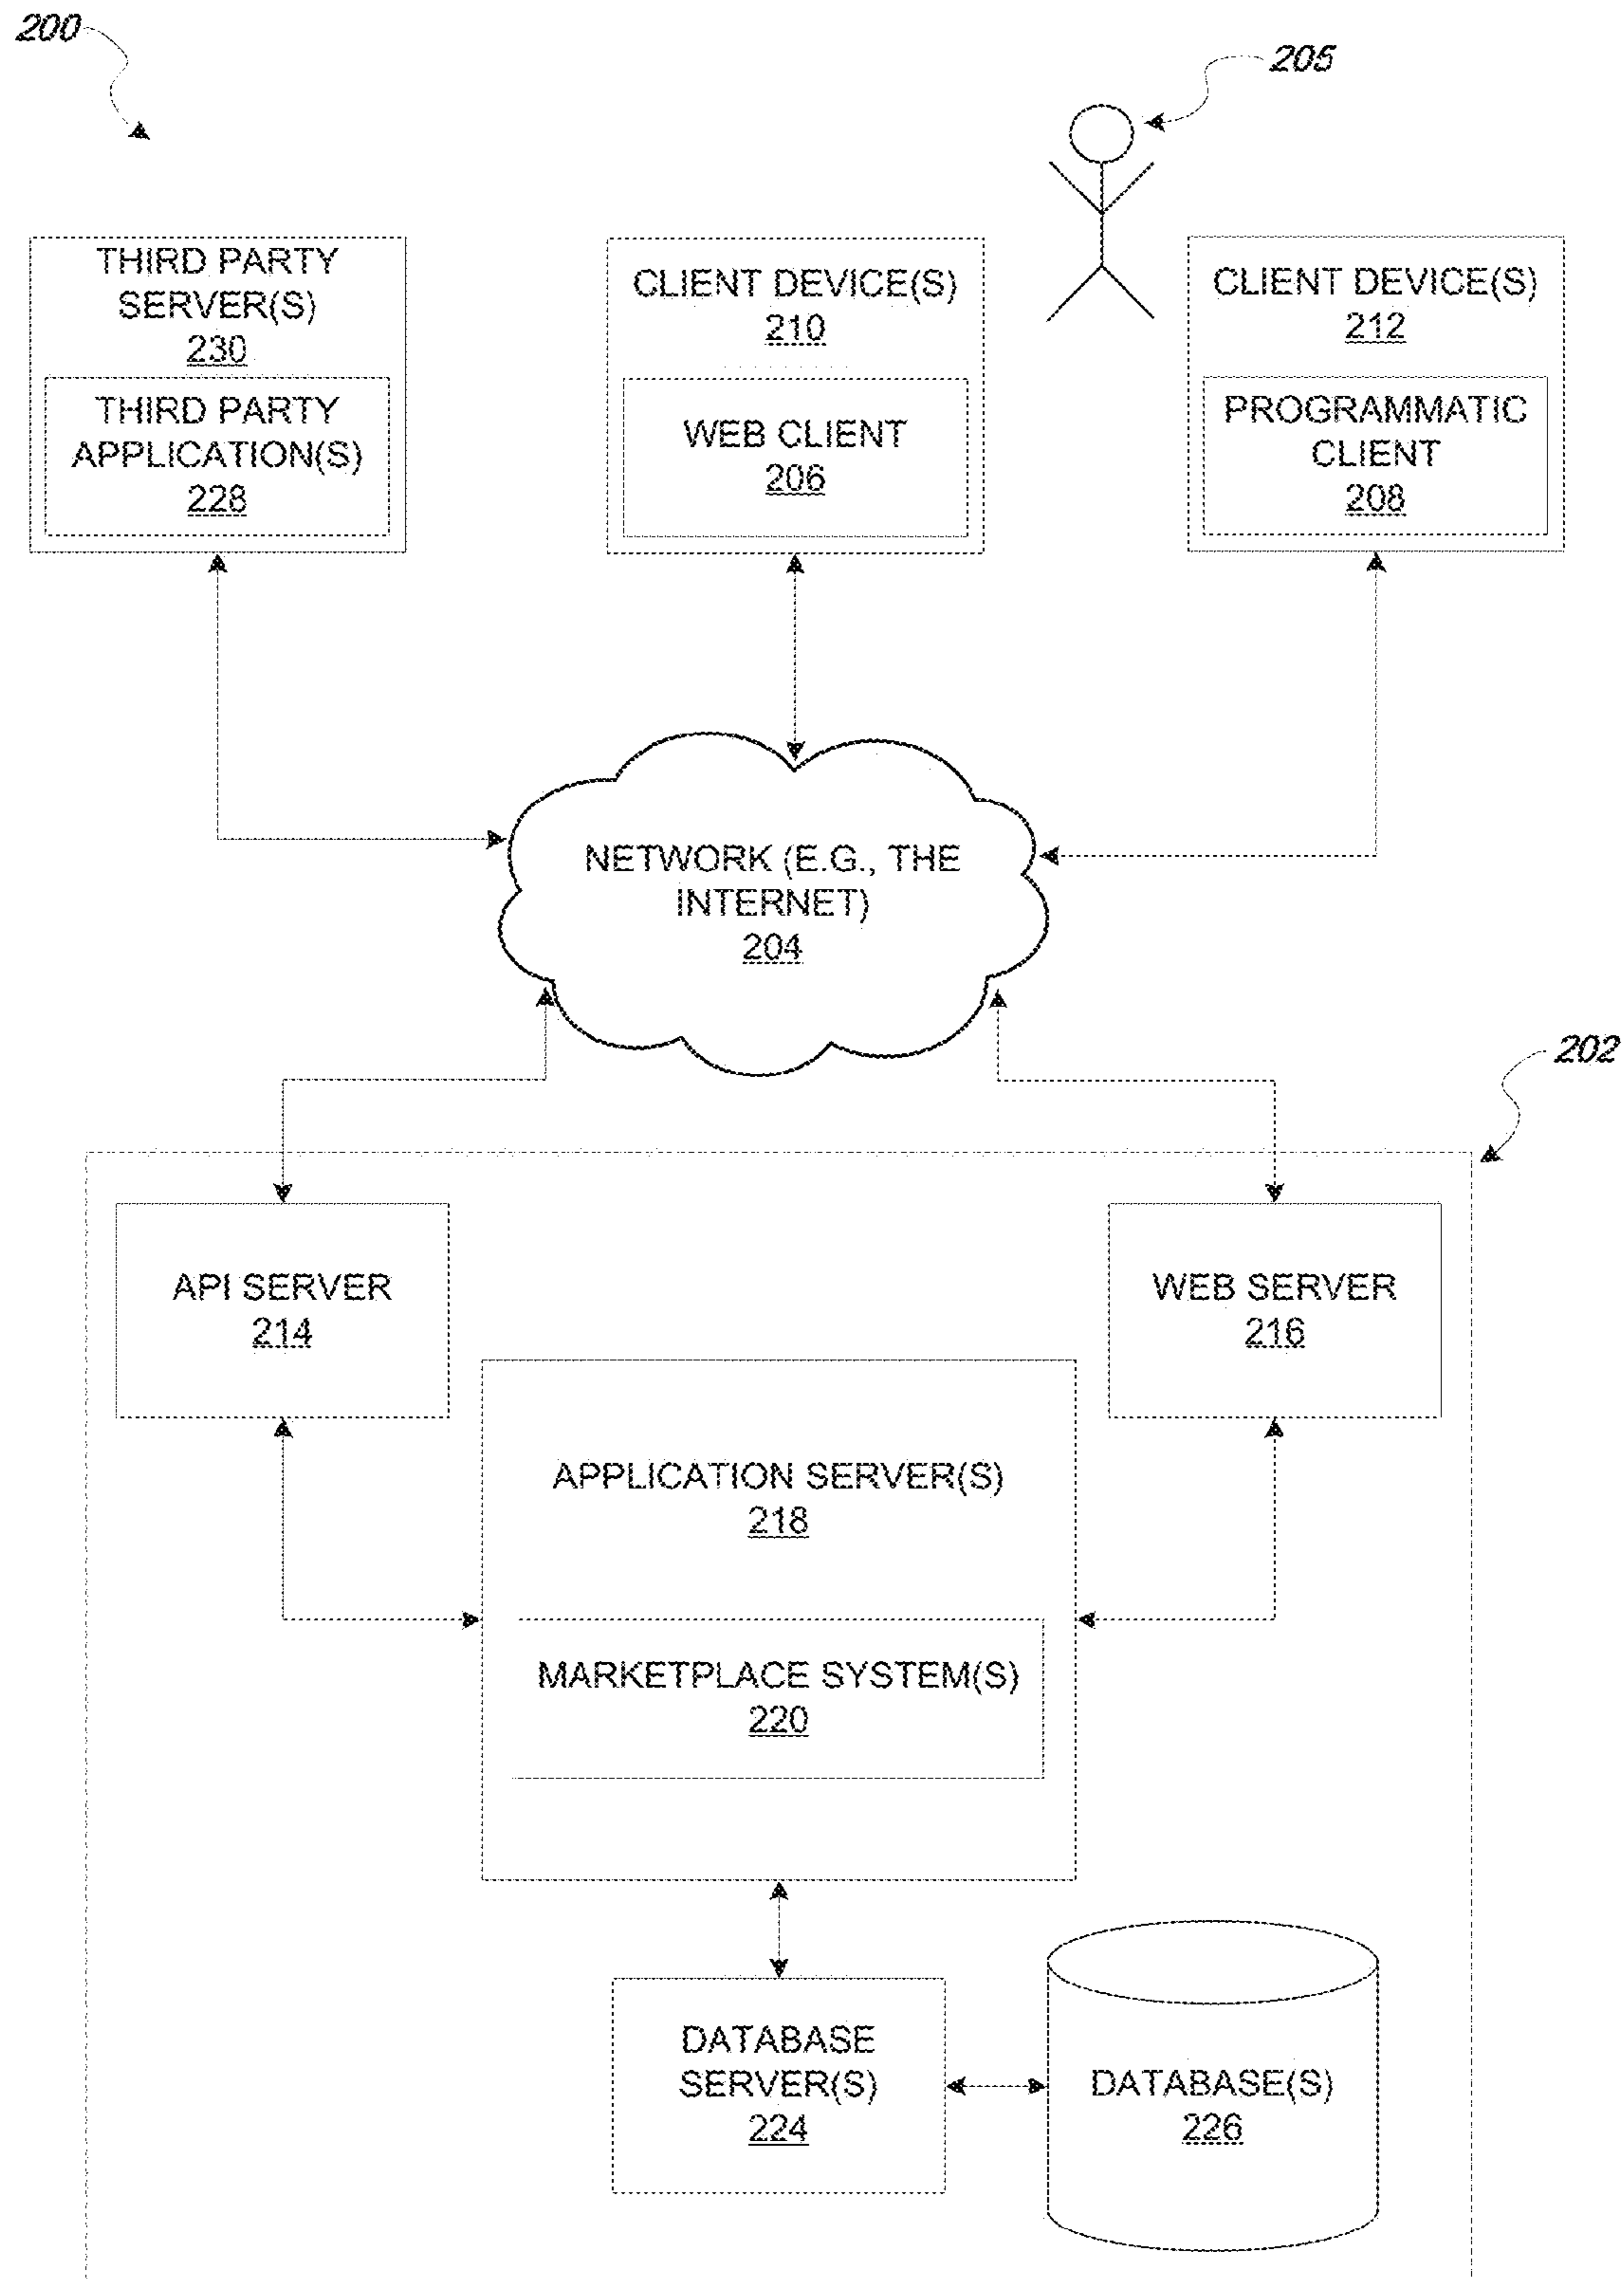 200
205
THIRD PARTY
SERVER(S)
230
THIRD PARTY
APPLICATION(S)
228
CLIENT DEVICE(S)
210
WEB CLIENT
206
CLIENT DEVICE(S)
212
PROGRAMMATIC
CLIENT
208
NETWORK (E.G., THE
INTERNET)
204
202
API SERVER
214
WEB SERVER
216
APPLICATION SERVER(S)
218
MARKETPLACE SYSTEM(S)
220
DATABASE
SERVER(S)
224
DATABASE(S)
226